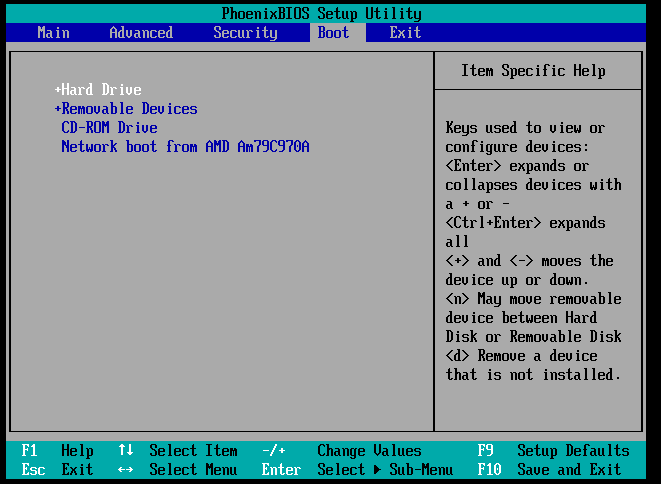 PhoenixBIOS Setup Utility
Main Advanced Security Boot Exit
Item Specific Help
+Hard Drive
+Removable Devices
CD-ROM Drive
Network boot from AMD Am79C970A
Keys used to view or
configure devices:
<Enter> expands or
collapses devices with
a + or -
<Ctrl+Enter> expands
all
<+> and <-> moves the
device up or down.
<n> May move removable
device between Hard
Disk or Removable Disk
<d> Remove a device
that is not installed.
F1 Help ↑↓ Select Item -/+ Change Values F9 Setup Defaults
Esc Exit ↔ Select Menu Enter Select ▶ Sub-Menu F10 Save and Exit